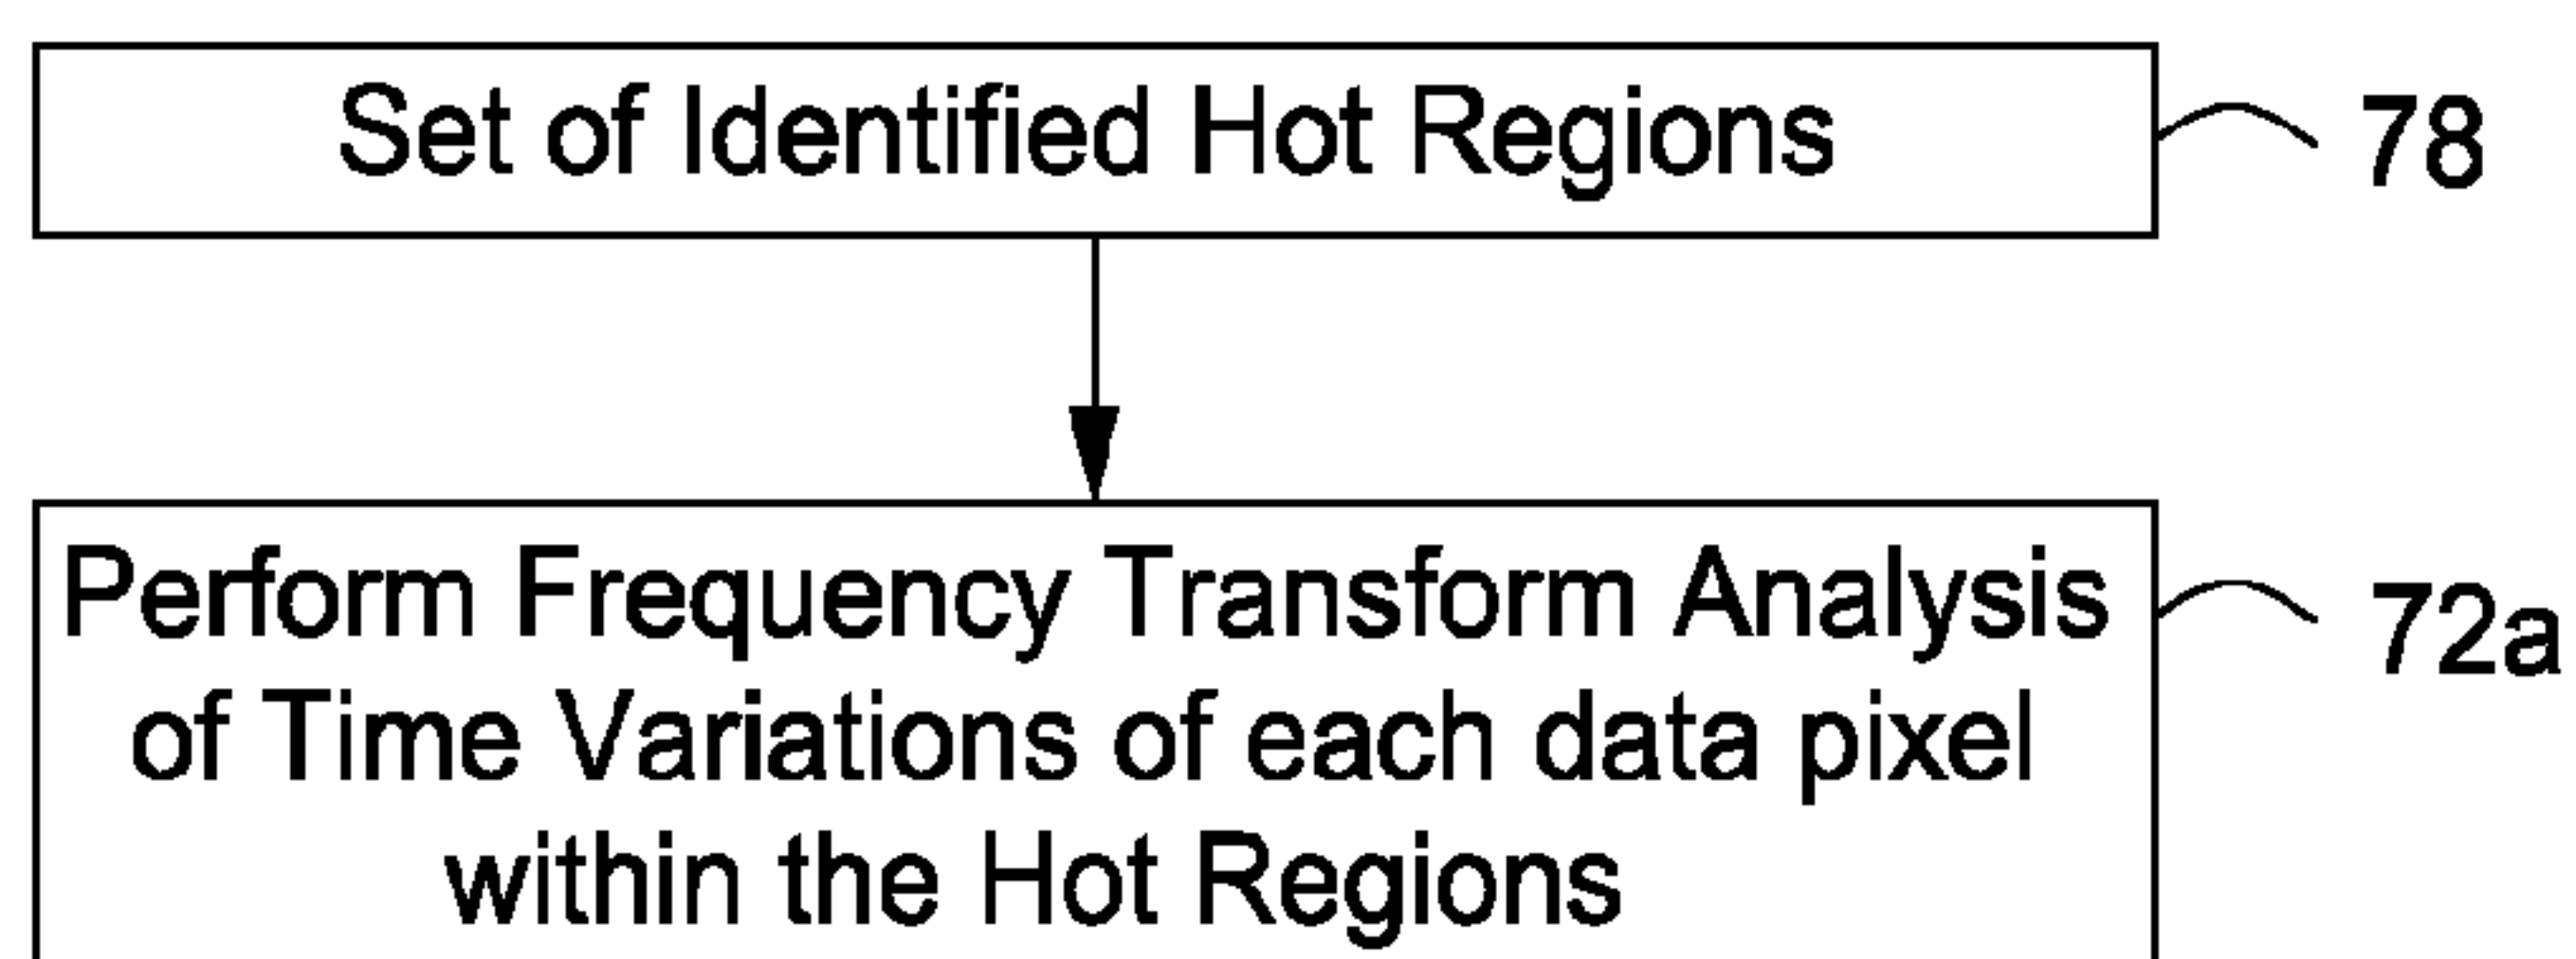 Set of Identified Hot Regions
78
Perform Frequency Transform Analysis
72a
of Time Variations of each data pixel
within the Hot Regions